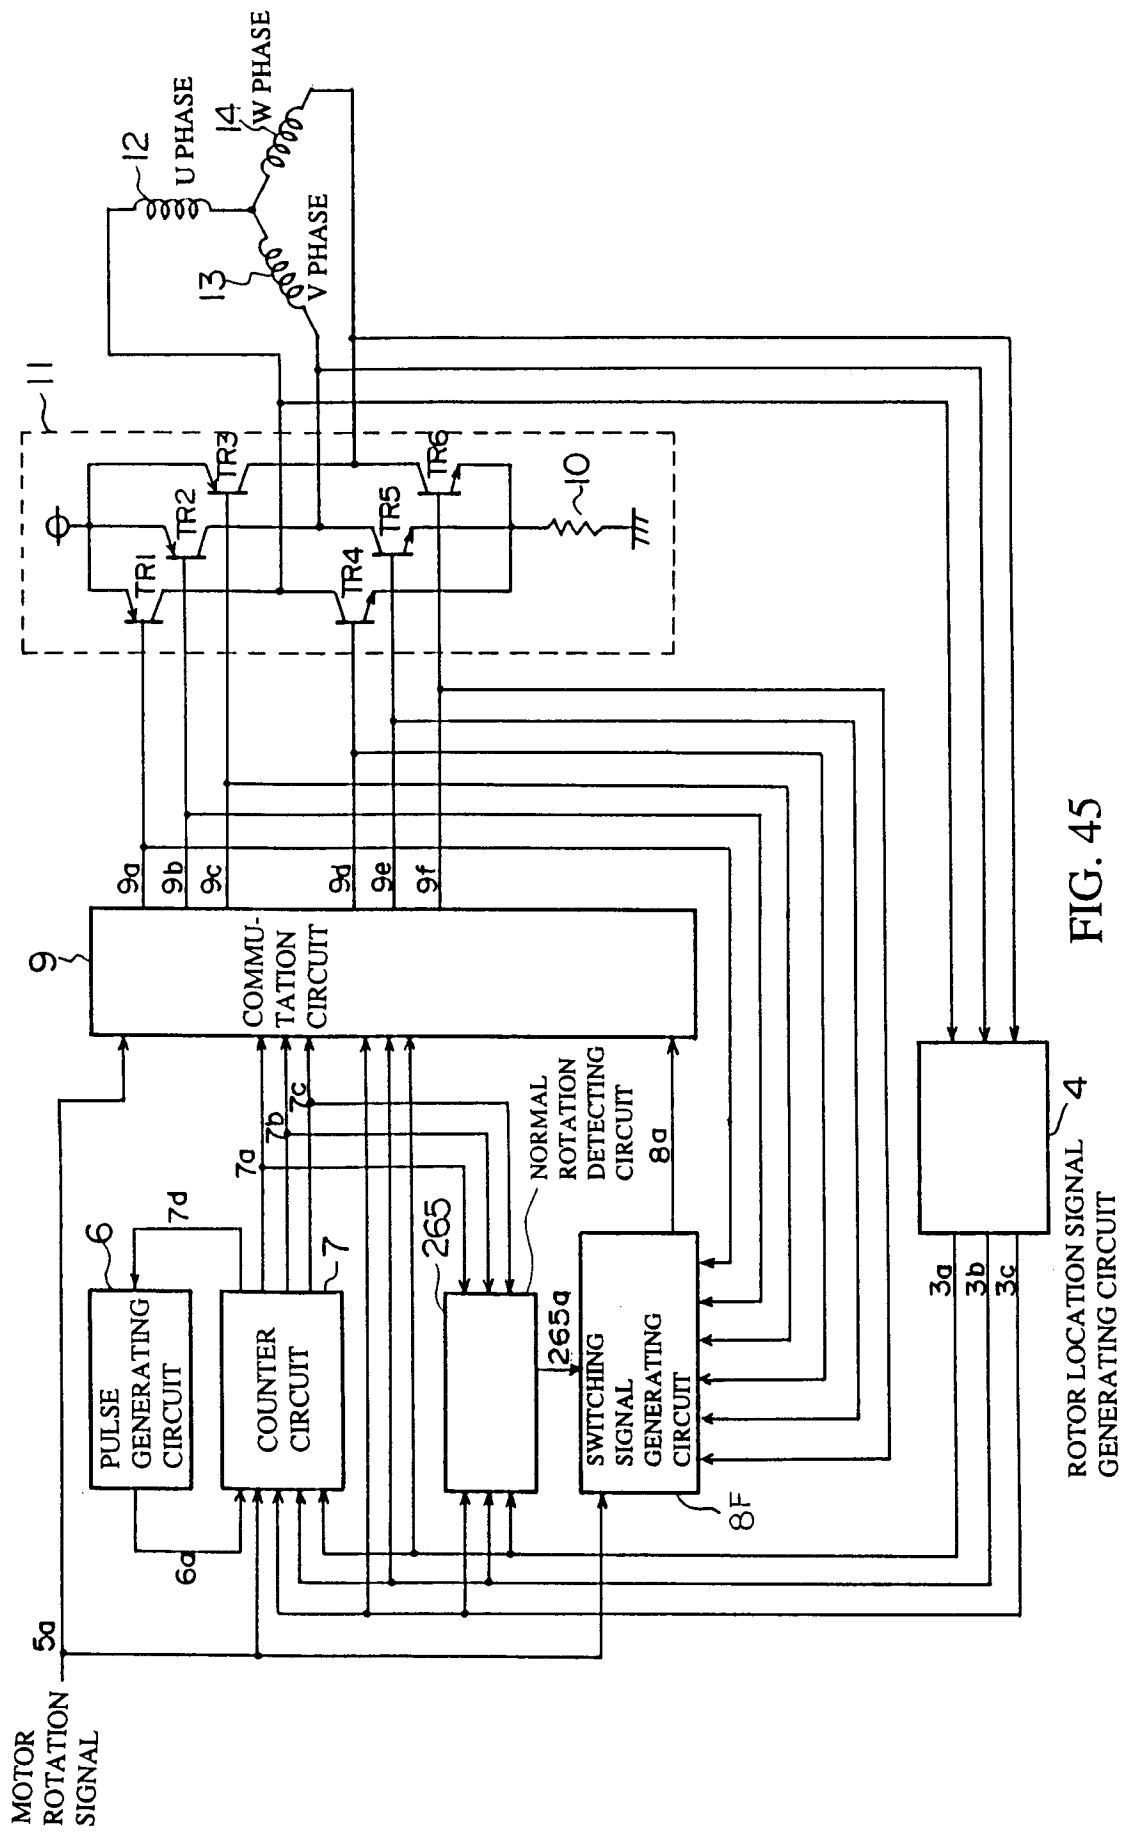 MOTOR
ROTATION
SIGNAL
5a
6
PULSE
GENERATING
CIRCUIT
7d
6a
COUNTER
CIRCUIT
7
7a
7b
7c
265
NORMAL
ROTATION
DETECTING
CIRCUIT
265a
SWITCHING
SIGNAL
GENERATING
CIRCUIT
8F
8a
9
COMMU-
TATION
CIRCUIT
9a
9b
9c
9d
9e
9f
11
TR1
TR2
TR3
TR4
TR5
TR6
10
12
U PHASE
13
V PHASE
14
W PHASE
3a
3b
3c
4
ROTOR LOCATION SIGNAL
GENERATING CIRCUIT
FIG. 45